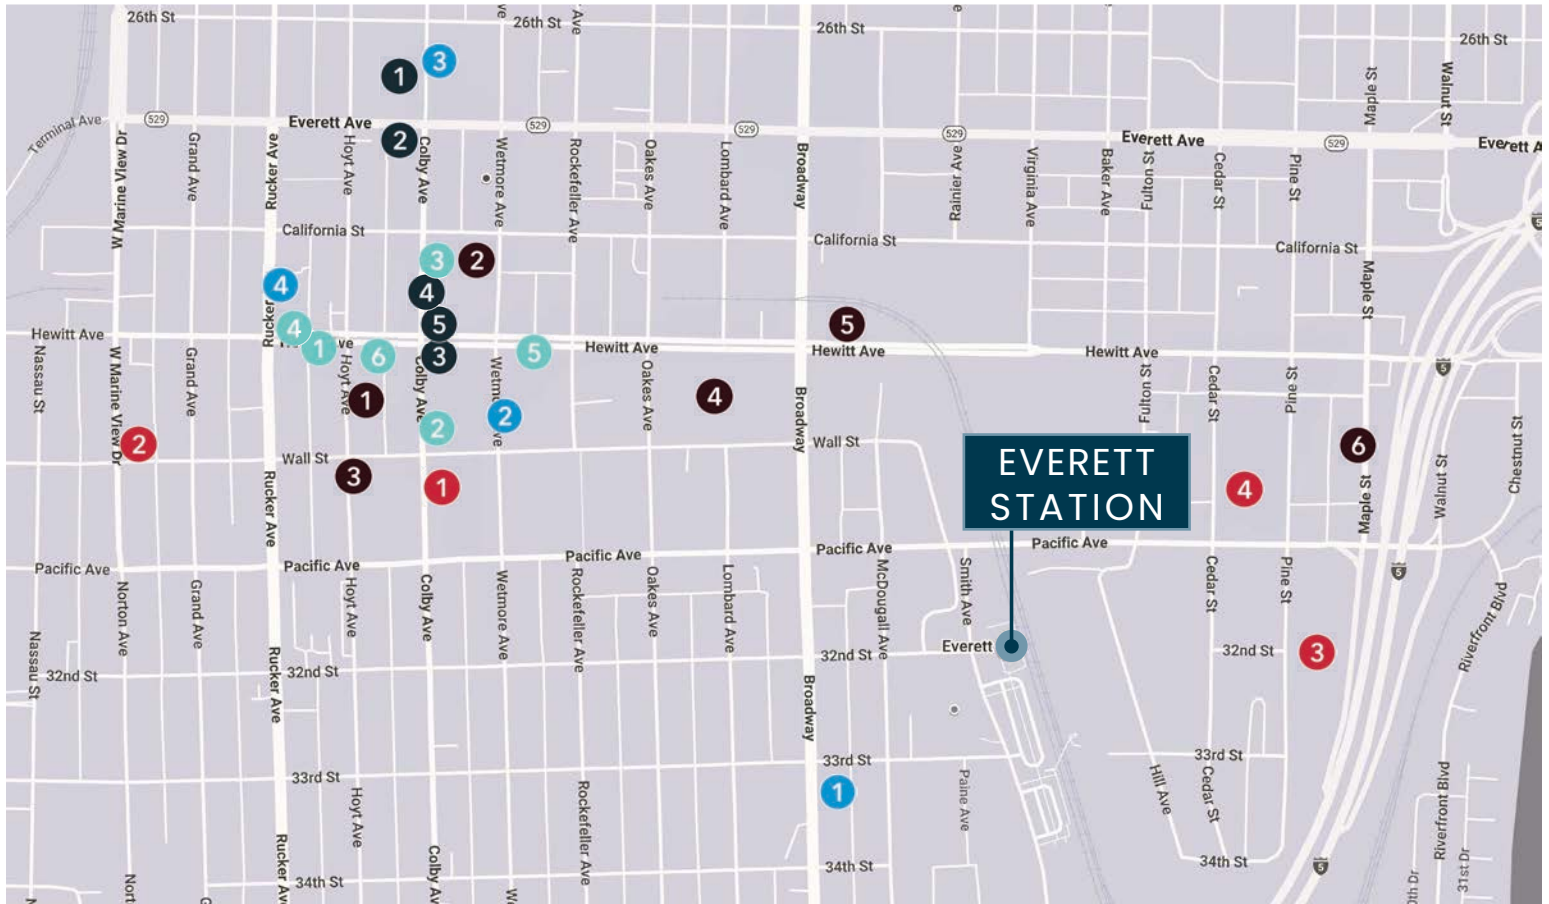 26th St
26th St
26th St
26th St
Ave
Maple St
Walnut St
3
1
Terminal Ave
529
Everett Ave
529
529
529
Everett Ave
529
Everett A
2
W Marine View Dr
Grand Ave
Rucker Ave
Hoyt Ave
Colby Ave
Wetmore Ave
Rockefeller Ave
Oakes Ave
Lombard Ave
Broadway
Rainier Ave
Virginia Ave
Baker Ave
Fulton St
Cedar St
Pine St
5
California St
California St
California St
3
2
4
4
Maple St
Rucker
4
5
5
Hewitt Ave
1
ve
6
3
5
Hewitt Ave
Hewitt Ave
Hewitt Ave
5
Nassau St
W Marine View Dr
Grand Ave
Hoyt Ave
Colby Ave
Wetm
Ave
Oakes Ave
Broadway
Fulton St
Cedar St
Pine St
1
4
2
2
2
Wall St
Wall St
6
3
1
EVERETT
STATION
4
Rucker Ave
Maple St
Walnut St
Chestnut St
Pacific Ave
Pacific Ave
Pacific Ave
Pacific Ave
Pacific Ave
5
Norton Ave
Grand Ave
Hoyt Ave
Colby Ave
Wetmore Ave
Rockefeller Ave
Oakes Ave
Lombard Ave
McDougall Ave
Smith Ave
Cedar St
Pine St
Riverfront Blvd
Nassau St
32nd St
Rucker Ave
32nd St
32nd St
Everett
32nd St
3
Broadway
33rd St
33rd St
33rd St
1
Hoyt Ave
Rockefeller Ave
Paine Ave
Hill Ave
Cedar St
Riverfront Blvd
Rucker Av
Colby Av
34th St
34th St
34th St
5
31st Dr
0th Dr
Nort
W